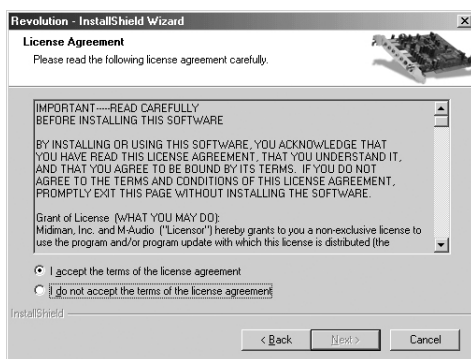 Revolution - InstallShield Wizard
License Agreement
Please read the following license agreement carefully.
IMPORTANT-----READ CAREFULLY
BEFORE INSTALLING THIS SOFTWARE
BY INSTALLING OR USING THIS SOFTWARE, YOU ACKNOWLEDGE THAT
YOU HAVE READ THIS LICENSE AGREEMENT, THAT YOU UNDERSTAND IT,
AND THAT YOU AGREE TO BE BOUND BY ITS TERMS. IF YOU DO NOT
AGREE TO THE TERMS AND CONDITIONS OF THIS LICENSE AGREEMENT,
PROMPTLY EXIT THIS PAGE WITHOUT INSTALLING THE SOFTWARE.
Grant of License (WHAT YOU MAY DO):
Midiman, Inc. and M-Audio ("Licensor") hereby grants to you a non-exclusive license to
use the program and/or program update with which this license is distributed (the
I accept the terms of the license agreement
I do not accept the terms of the license agreement
InstallShield
< Back
Next >
Cancel